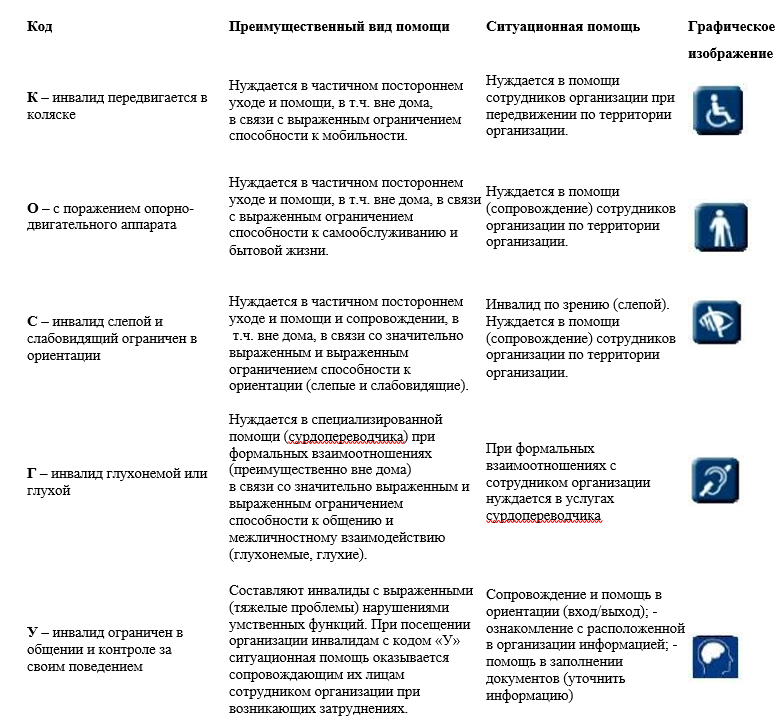 Код
Преимущественный вид помощи
Ситуационная помощь
Графическое
изображение
К – инвалид передвигается в
коляске
Нуждается в частичном постороннем
уходе и помощи, в т.ч. вне дома,
в связи с выраженным ограничением
способности к мобильности.
Нуждается в помощи
сотрудников организации при
передвижении по территории
организации.
О – с поражением опорно-
двигательного аппарата
Нуждается в частичном постороннем
уходе и помощи, в т.ч. вне дома, в связи
с выраженным ограничением
способности к самообслуживанию и
бытовой жизни.
Нуждается в помощи
(сопровождение) сотрудников
организации по территории
организации.
С – инвалид слепой и
слабовидящий ограничен в
ориентации
Нуждается в частичном постороннем
уходе и помощи и сопровождении, в
т.ч. вне дома, в связи со значительно
выраженным и выраженным
ограничением способности к
ориентации (слепые и слабовидящие).
Инвалид по зрению (слепой).
Нуждается в помощи
(сопровождение) сотрудников
организации по территории
организации.
Г – инвалид глухонемой или
глухой
Нуждается в специализированной
помощи (сурдопереводчика) при
формальных взаимоотношениях
(преимущественно вне дома)
в связи со значительно выраженным и
выраженным ограничением
способности к общению и
межличностному взаимодействию
(глухонемые, глухие).
При формальных
взаимоотношениях с
сотрудником организации
нуждается в услугах
сурдопереводчика
У – инвалид ограничен в
общении и контроле за
своим поведением
Составляют инвалиды с выраженными
(тяжелые проблемы) нарушениями
умственных функций. При посещении
организации инвалидам с кодом «У»
ситуационная помощь оказывается
сопровождающим их лицам
сотрудником организации при
возникающих затруднениях.
Сопровождение и помощь в
ориентации (вход/выход); -
ознакомление с расположенной
в организации информацией; -
помощь в заполнении
документов (уточнить
информацию)